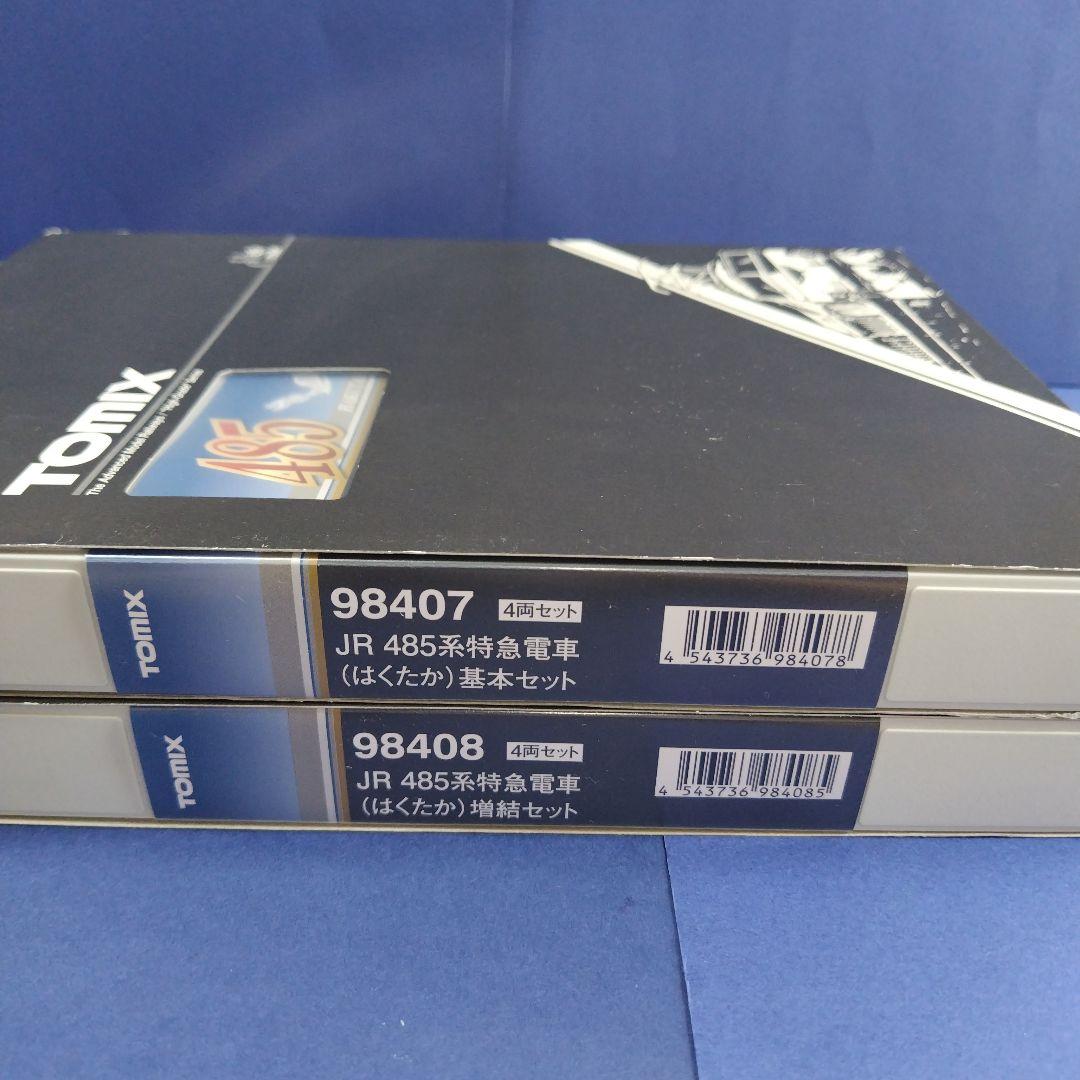 TOMIX
The Advanced Model Railways / "High-Grade" Series
485
TOMIX
98407 4両セット
JR 485系特急電車
(はくたか)基本セット
4 543736 984078
TOMIX
98408 4両セット
JR 485系特急電車
(はくたか)増結セット
4 543736 984085